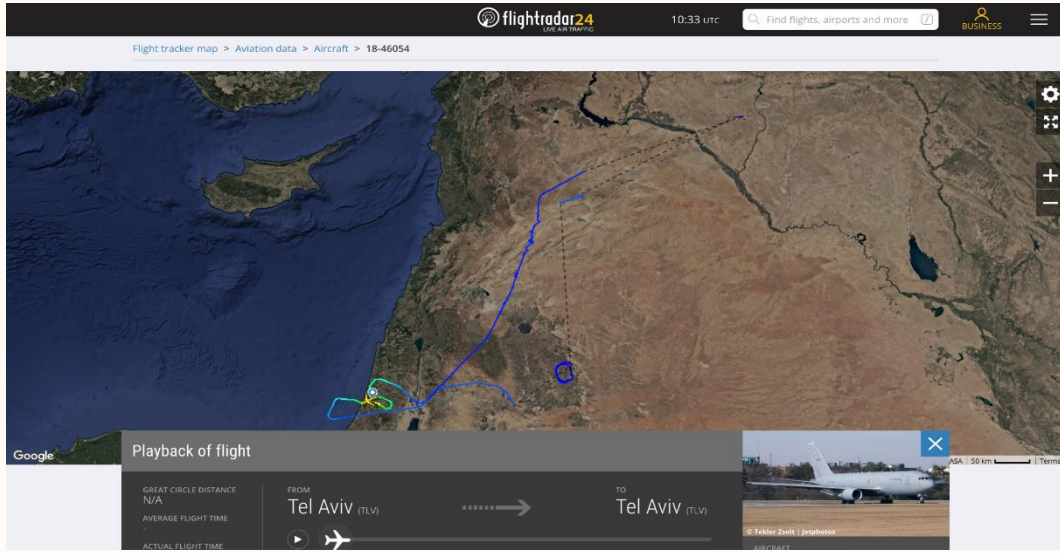 flightradar24
LIVE AIR TRAFFIC
10:33 UTC
Find flights, airports and more
/
BUSINESS
Flight tracker map > Aviation data > Aircraft > 18-46054
+
−
Google
50 km
Terms
Playback of flight
GREAT CIRCLE DISTANCE
N/A
AVERAGE FLIGHT TIME
-
ACTUAL FLIGHT TIME
FROM
Tel Aviv (TLV)
TO
Tel Aviv (TLV)
© Tekler Zsolt | Jetphotos
AIRCRAFT